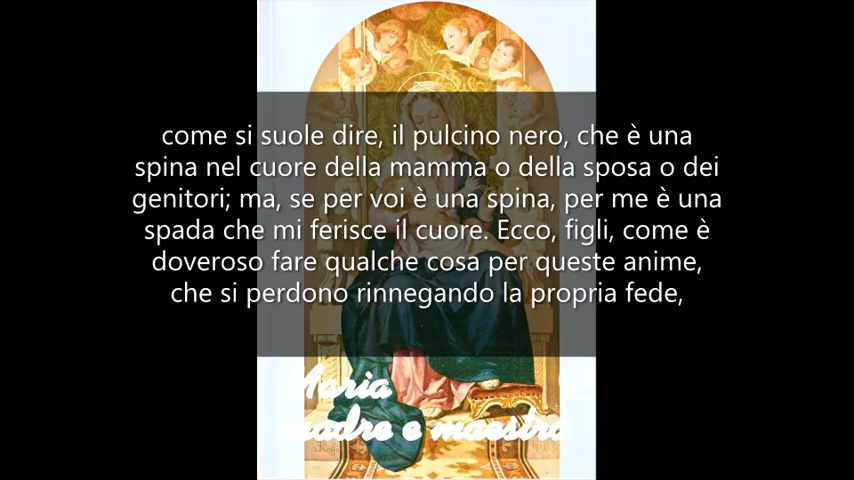 come si suole dire, il pulcino nero, che è una
spina nel cuore della mamma o della sposa o dei
genitori; ma, se per voi è una spina, per me è una
spada che mi ferisce il cuore. Ecco, figli, come è
doveroso fare qualche cosa per queste anime,
che si perdono rinnegando la propria fede,
Maria
madre e maestra